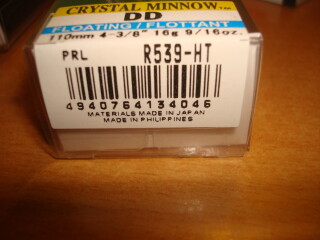 CRYSTAL MINNOW™
DD
FLOATING / FLOTTANT
110mm 4-3/8" 16g 9/16oz.
PRL R539-HT
4940764134046
MATERIALS MADE IN JAPAN
MADE IN PHILIPPINES